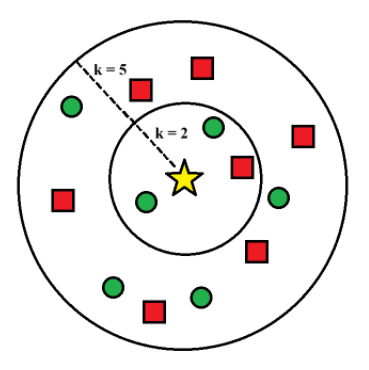 k = 5
k = 2